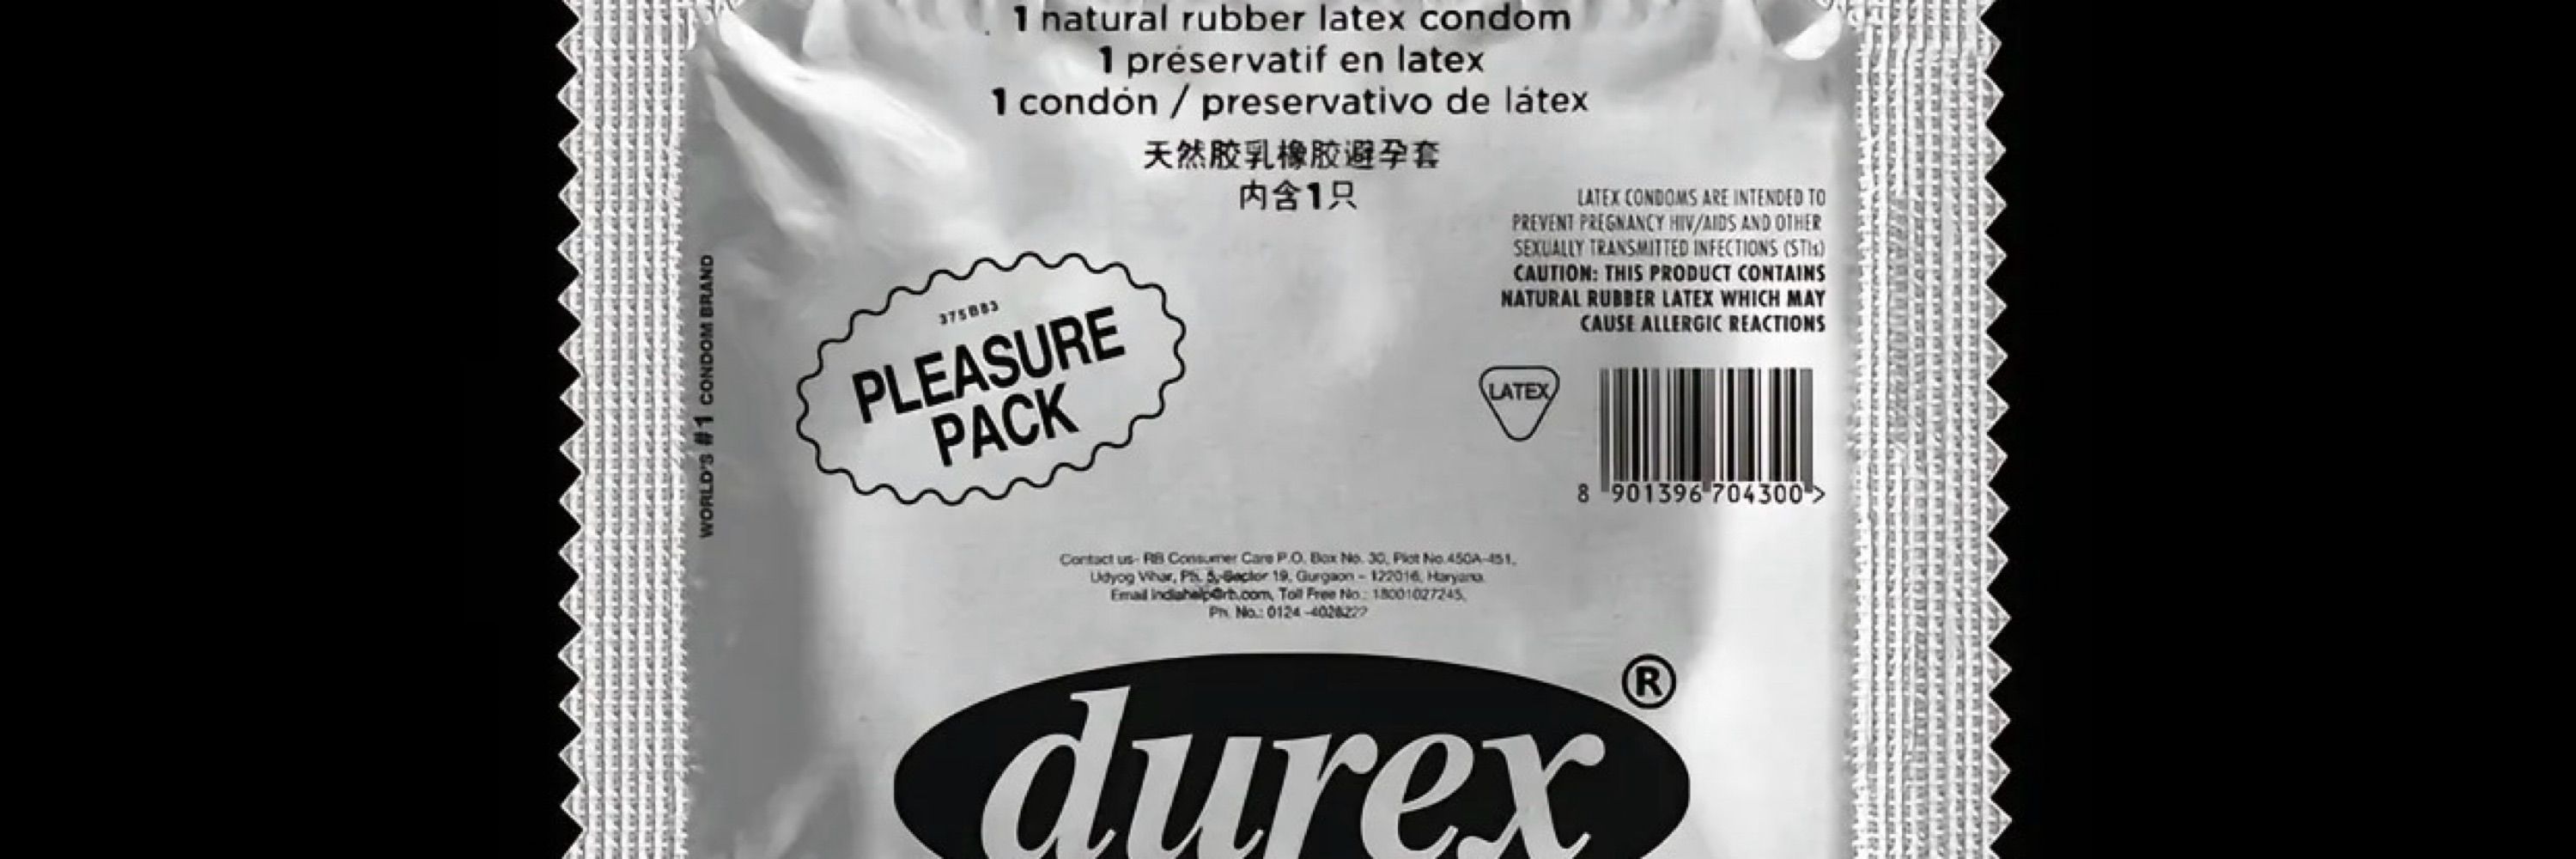 1 natural rubber latex condom
1 préservatif en latex
1 condón / preservativo de látex
天然胶乳橡胶避孕套
内含1只
LATEX CONDOMS ARE INTENDED TO
PREVENT PREGNANCY HIV/AIDS AND OTHER
SEXUALLY TRANSMITTED INFECTIONS (STIs)
CAUTION: THIS PRODUCT CONTAINS
NATURAL RUBBER LATEX WHICH MAY
CAUSE ALLERGIC REACTIONS
WORLD'S #1 CONDOM BRAND
375B83
PLEASURE
PACK
LATEX
8 901396 704300 >
Contact us- RB Consumer Care P.O. Box No. 30, Plot No.450A-451,
Udyog Vihar, Ph. 5, Sector 19, Gurgaon - 122016, Haryana.
Email indiahelp@rb.com, Toll Free No.: 18001027245,
Ph. No.: 0124 -4028222
durex®